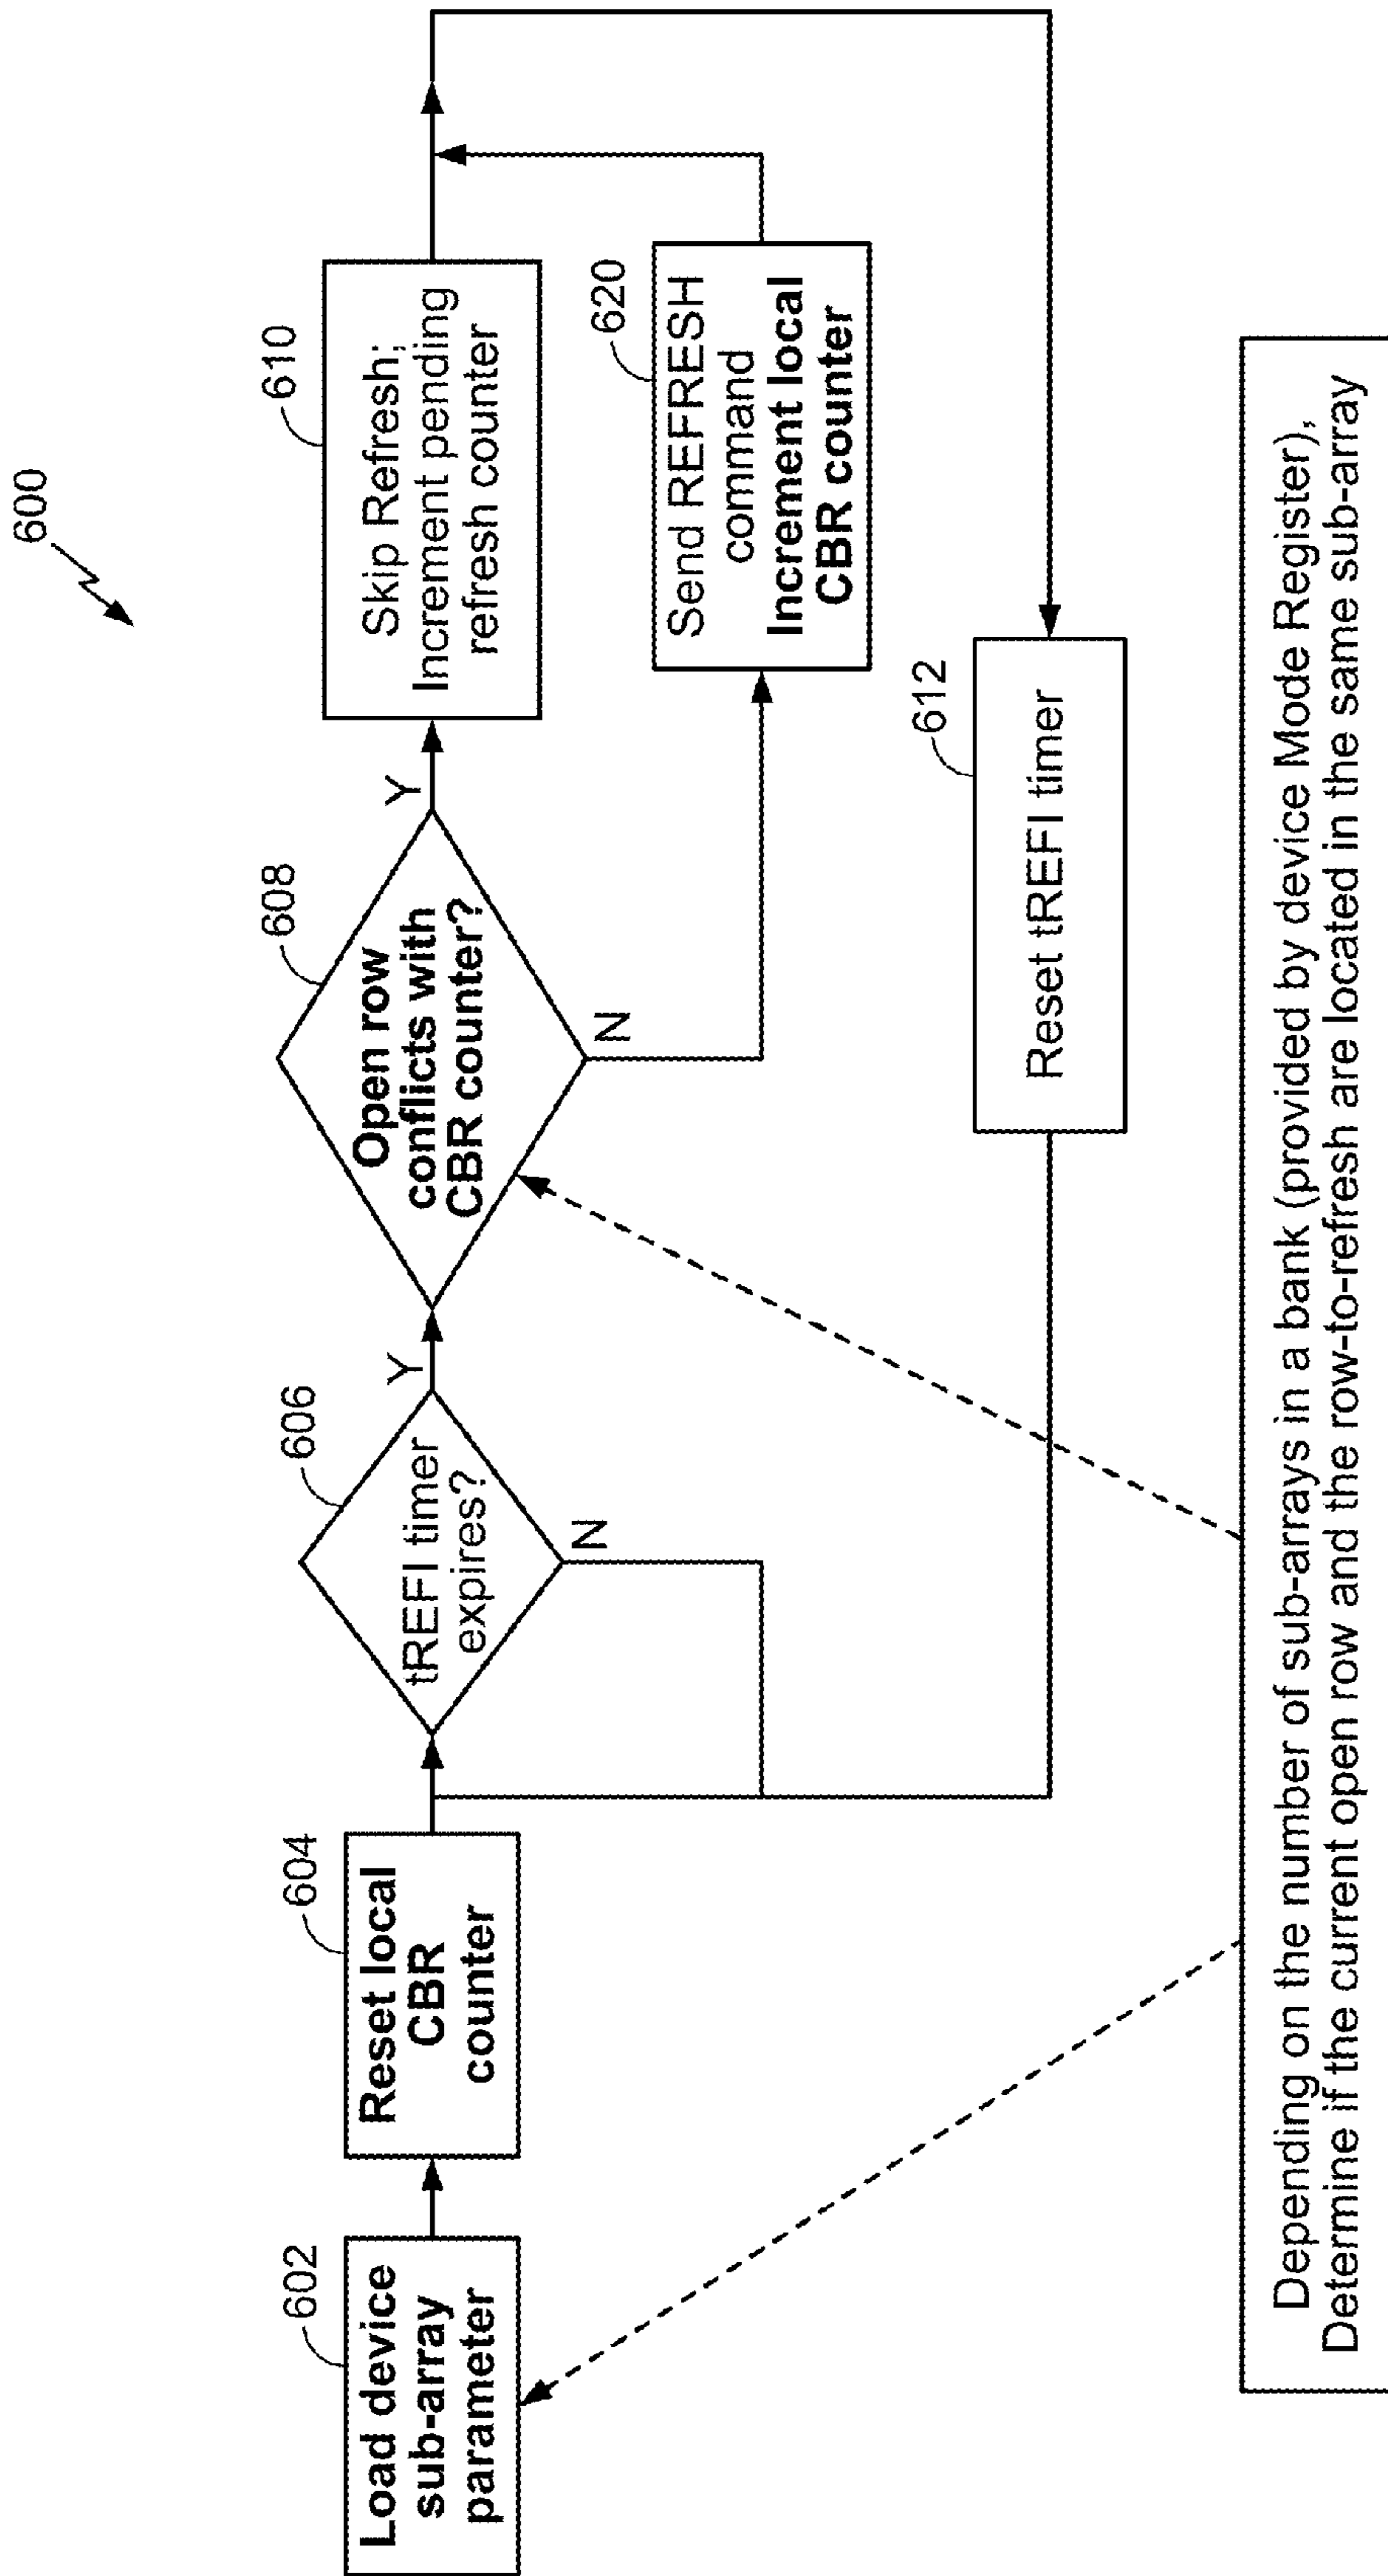 600
602
Load device
sub-array
parameter
604
Reset local
CBR
counter
606
tREFI timer
expires?
Y
N
608
Open row
conflicts with
CBR counter?
Y
N
610
Skip Refresh;
Increment pending
refresh counter
620
Send REFRESH
command
Increment local
CBR counter
612
Reset tREFI timer
Depending on the number of sub-arrays in a bank (provided by device Mode Register),
Determine if the current open row and the row-to-refresh are located in the same sub-array